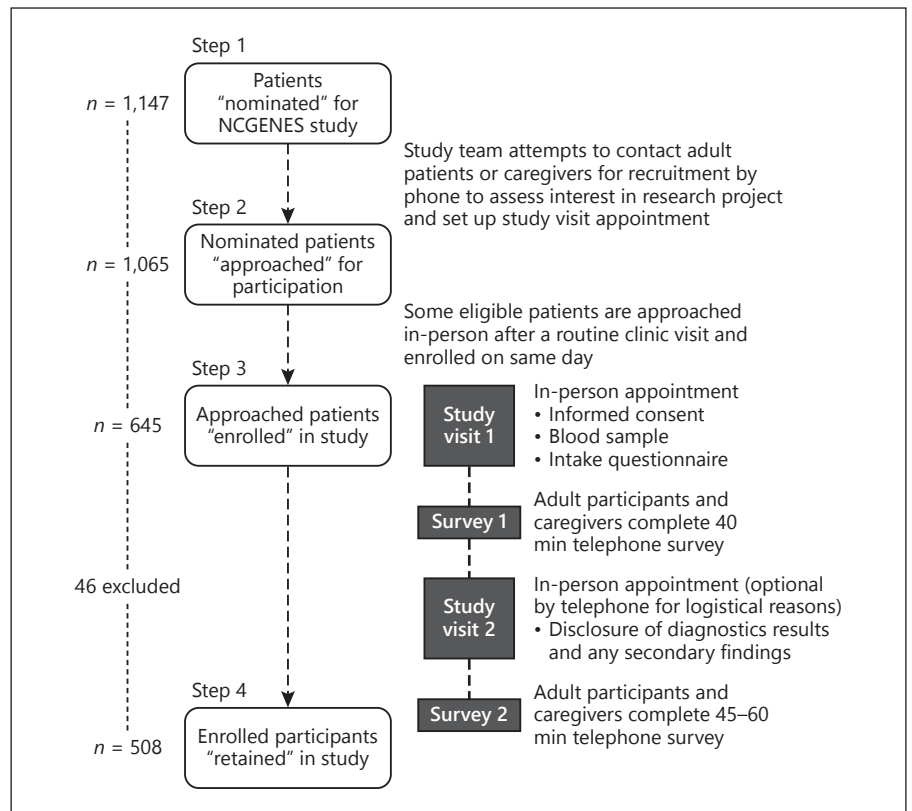 Step 1
n = 1,147
Patients
“nominated” for
NCGENES study
Study team attempts to contact adult
patients or caregivers for recruitment by
phone to assess interest in research project
and set up study visit appointment
Step 2
n = 1,065
Nominated patients
“approached” for
participation
Some eligible patients are approached
in-person after a routine clinic visit and
enrolled on same day
Step 3
n = 645
Approached patients
“enrolled” in study
Study
visit 1
In-person appointment
• Informed consent
• Blood sample
• Intake questionnaire
Survey 1
Adult participants and
caregivers complete 40
min telephone survey
46 excluded
Study
visit 2
In-person appointment (optional
by telephone for logistical reasons)
• Disclosure of diagnostics results
and any secondary findings
Step 4
n = 508
Enrolled participants
“retained” in study
Survey 2
Adult participants and
caregivers complete 45–60
min telephone survey